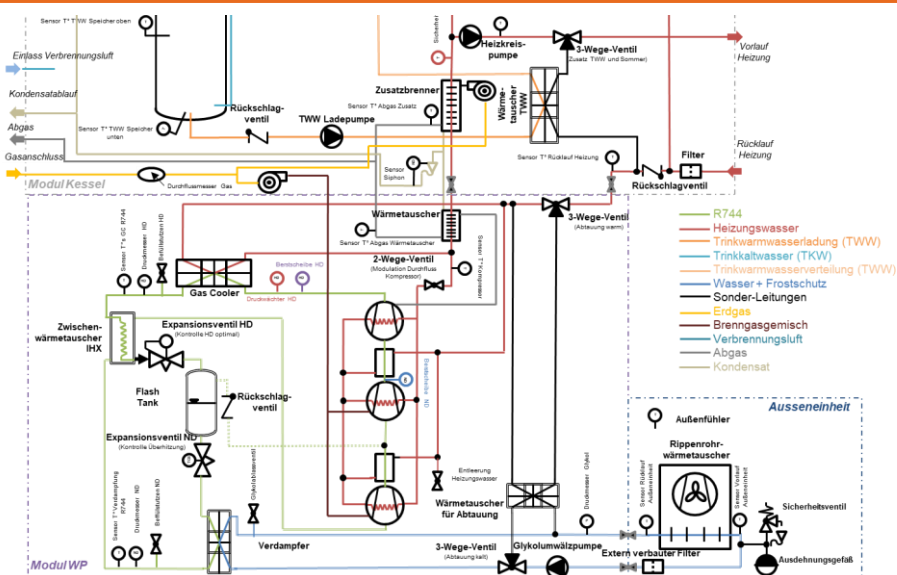 Sensor T° TWW Speicher oben
Einlass Verbrennungsluft
Kondensatablauf
Abgas
Gasanschluss
Modul Kessel
Sensor T° TWW Speicher
unten
Rückschlag-
ventil
TWW Ladepumpe
Durchflussmesser Gas
Heizkreis-
pumpe
3-Wege-Ventil
(Zusatz TWW und Sommer)
Vorlauf
Heizung
Zusatzbrenner
Sensor T° Abgas Zusatz
Wärme-
tauscher
TWW
Sensor
Siphon
Sensor T° Rücklauf Heizung
Filter
Rücklauf
Heizung
Rückschlagventil
Wärmetauscher
Sensor T° Abgas Wärmetauscher
3-Wege-Ventil
(Abtauung warm)
2-Wege-Ventil
(Modulation Durchfluss
Kompressor)
Sensor T° Kompressor
Sensor T°s GC R744
Druckmesser HD
Befüllstutzen HD
Gas Cooler
Berstscheibe HD
Druckwächter HD
R744
Heizungswasser
Trinkwarmwasserladung (TWW)
Trinkkaltwasser (TKW)
Trinkwarmwasserverteilung (TWW)
Wasser + Frostschutz
Sonder-Leitungen
Erdgas
Brenngasgemisch
Verbrennungsluft
Abgas
Kondensat
Zwischen-
wärmetauscher
IHX
Expansionsventil HD
(Kontrolle HD optimal)
Flash
Tank
Rückschlag-
ventil
Berstscheibe ND
Expansionsventil ND
(Kontrolle Überhitzung)
Sensor T° Verdampfung
R744
Druckmesser ND
Befüllstutzen ND
Glykolablassventil
Entleerung
Heizungswasser
Wärmetauscher
für Abtauung
Druckmesser Glykol
Verdampfer
3-Wege-Ventil
(Abtauung kalt)
Glykolumwälzpumpe
Extern verbauter Filter
Modul WP
Ausseneinheit
Außenfühler
Rippenrohr-
wärmetauscher
Sensor Rücklauf
Außeneinheit
Sensor Vorlauf
Außeneinheit
Sicherheitsventil
Ausdehnungsgefäß